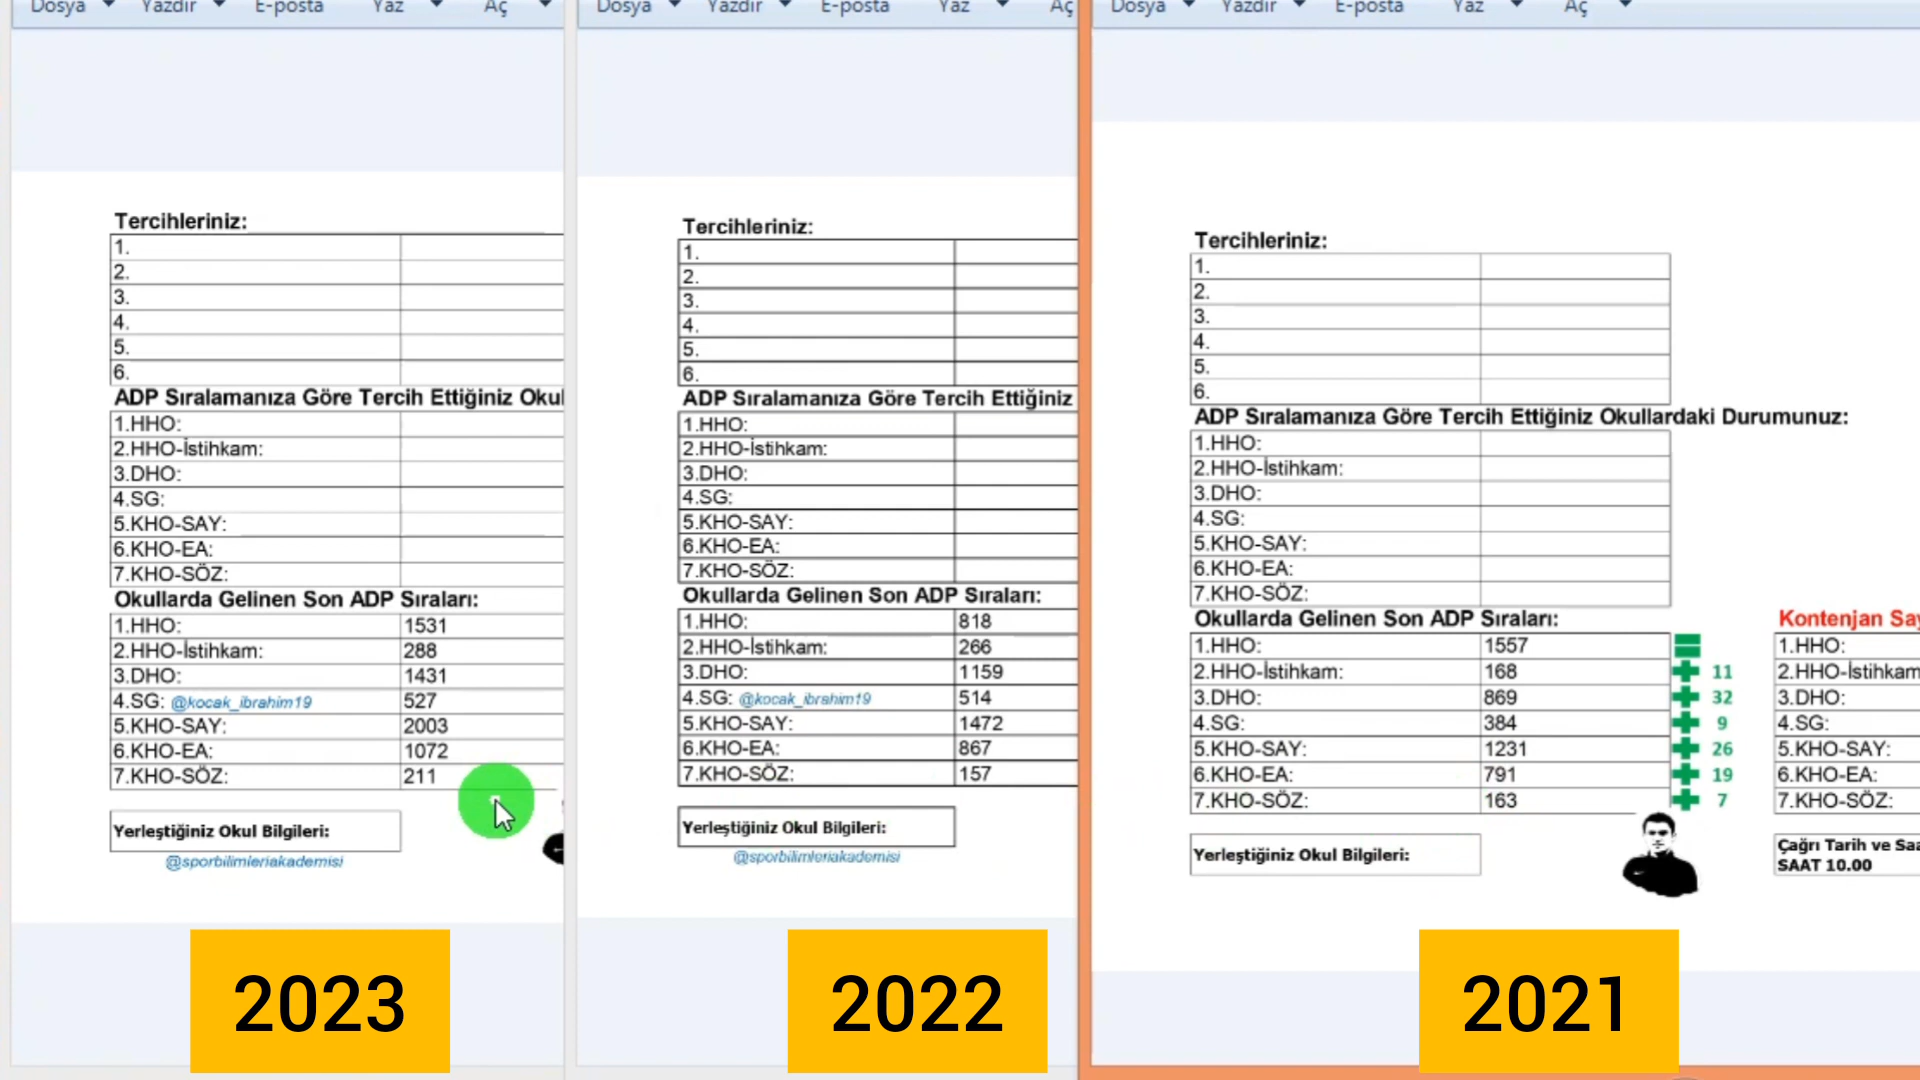 Dosya Yazdır E-posta Yaz Aç
Tercihleriniz:
1.
2.
3.
4.
5.
6.
ADP Sıralamanıza Göre Tercih Ettiğiniz Okul
1.HHO:
2.HHO-İstihkam:
3.DHO:
4.SG:
5.KHO-SAY:
6.KHO-EA:
7.KHO-SÖZ:
Okullarda Gelinen Son ADP Sıraları:
1.HHO: 1531
2.HHO-İstihkam: 288
3.DHO: 1431
4.SG: @kocak_ibrahim19 527
5.KHO-SAY: 2003
6.KHO-EA: 1072
7.KHO-SÖZ: 211
Yerleştiğiniz Okul Bilgileri:
@sporbilimleriakademisi
2023
Dosya Yazdır E-posta Yaz Aç
Tercihleriniz:
1.
2.
3.
4.
5.
6.
ADP Sıralamanıza Göre Tercih Ettiğiniz
1.HHO:
2.HHO-İstihkam:
3.DHO:
4.SG:
5.KHO-SAY:
6.KHO-EA:
7.KHO-SÖZ:
Okullarda Gelinen Son ADP Sıraları:
1.HHO: 818
2.HHO-İstihkam: 266
3.DHO: 1159
4.SG: @kocak_ibrahim19 514
5.KHO-SAY: 1472
6.KHO-EA: 867
7.KHO-SÖZ: 157
Yerleştiğiniz Okul Bilgileri:
@sporbilimleriakademisi
2022
Dosya Yazdır E-posta Yaz Aç
Tercihleriniz:
1.
2.
3.
4.
5.
6.
ADP Sıralamanıza Göre Tercih Ettiğiniz Okullardaki Durumunuz:
1.HHO:
2.HHO-İstihkam:
3.DHO:
4.SG:
5.KHO-SAY:
6.KHO-EA:
7.KHO-SÖZ:
Okullarda Gelinen Son ADP Sıraları:
1.HHO: 1557
2.HHO-İstihkam: 168 + 11
3.DHO: 869 + 32
4.SG: 384 + 9
5.KHO-SAY: 1231 + 26
6.KHO-EA: 791 + 19
7.KHO-SÖZ: 163 + 7
Yerleştiğiniz Okul Bilgileri:
Kontenjan Say
1.HHO:
2.HHO-İstihkam
3.DHO:
4.SG:
5.KHO-SAY:
6.KHO-EA:
7.KHO-SÖZ:
Çağrı Tarih ve Saa
SAAT 10.00
2021